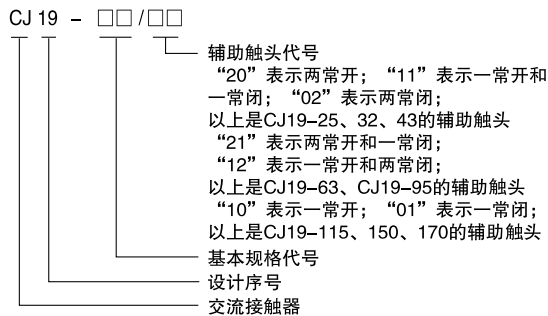 CJ 19 - □□/□□
辅助触头代号
“20”表示两常开；“11”表示一常开和
一常闭；“02”表示两常闭；
以上是CJ19-25、32、43的辅助触头
“21”表示两常开和一常闭；
“12”表示一常开和两常闭；
以上是CJ19-63、CJ19-95的辅助触头
“10”表示一常开；“01”表示一常闭；
以上是CJ19-115、150、170的辅助触头
基本规格代号
设计序号
交流接触器